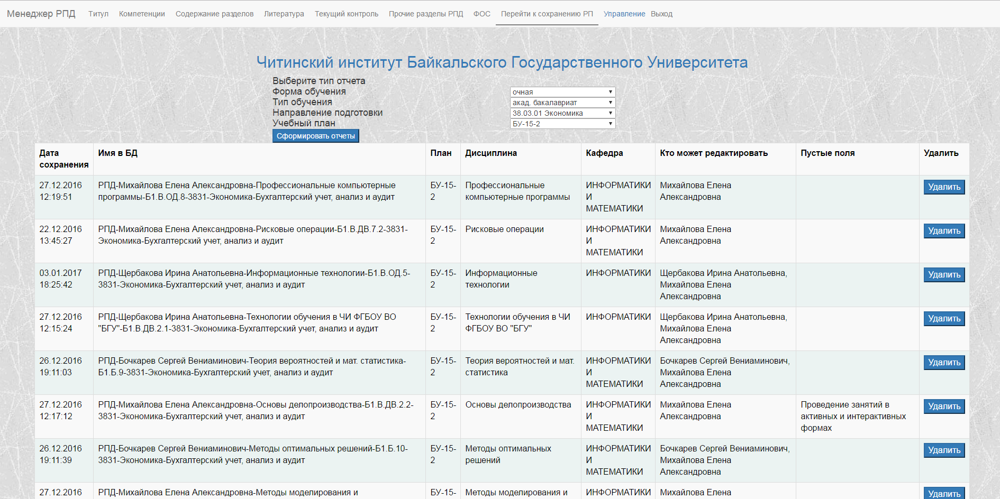 Менеджер РПД Титул Компетенции Содержание разделов Литература Текущий контроль Прочие разделы РПД ФОС Перейти к сохранению РП Управление Выход
Читинский институт Байкальского Государственного Университета
Выберите тип отчета
Форма обучения очная
Тип обучения акад. бакалавриат
Направление подготовки 38.03.01 Экономика
Учебный план БУ-15-2
Сформировать отчеты
Дата Имя в БД План Дисциплина Кафедра Кто может редактировать Пустые поля Удалить
сохранения
27.12.2016 РПД-Михайлова Елена Александровна-Профессиональные компьютерные БУ-15- Профессиональные ИНФОРМАТИКИ Михайлова Елена Удалить
12:19:51 программы-Б1.В.ОД.8-3831-Экономика-Бухгалтерский учет, анализ и аудит 2 компьютерные программы И Александровна
МАТЕМАТИКИ
22.12.2016 РПД-Михайлова Елена Александровна-Рисковые операции-Б1.В.ДВ.7.2-3831- БУ-15- Рисковые операции ИНФОРМАТИКИ Михайлова Елена Удалить
13:45:27 Экономика-Бухгалтерский учет, анализ и аудит 2 И Александровна
МАТЕМАТИКИ
03.01.2017 РПД-Щербакова Ирина Анатольевна-Информационные технологии-Б1.В.ОД.5- БУ-15- Информационные ИНФОРМАТИКИ Щербакова Ирина Анатольевна, Удалить
18:25:42 3831-Экономика-Бухгалтерский учет, анализ и аудит 2 технологии Михайлова Елена
Александровна
27.12.2016 РПД-Щербакова Ирина Анатольевна-Технологии обучения в ЧИ ФГБОУ ВО БУ-15- Технологии обучения в ЧИ ИНФОРМАТИКИ Щербакова Ирина Анатольевна, Удалить
12:15:24 "БГУ"-Б1.В.ДВ.2.1-3831-Экономика-Бухгалтерский учет, анализ и аудит 2 ФГБОУ ВО "БГУ" Михайлова Елена
Александровна
26.12.2016 РПД-Бочкарев Сергей Вениаминович-Теория вероятностей и мат. статистика- БУ-15- Теория вероятностей и мат. ИНФОРМАТИКИ Бочкарев Сергей Вениаминович, Удалить
19:11:03 Б1.Б.9-3831-Экономика-Бухгалтерский учет, анализ и аудит 2 статистика И Михайлова Елена
МАТЕМАТИКИ Александровна
27.12.2016 РПД-Михайлова Елена Александровна-Основы делопроизводства-Б1.В.ДВ.2.2- БУ-15- Основы делопроизводства ИНФОРМАТИКИ Михайлова Елена Проведение занятий в Удалить
12:17:12 3831-Экономика-Бухгалтерский учет, анализ и аудит 2 И Александровна активных и интерактивных
МАТЕМАТИКИ формах
26.12.2016 РПД-Бочкарев Сергей Вениаминович-Методы оптимальных решений-Б1.Б.10- БУ-15- Методы оптимальных ИНФОРМАТИКИ Бочкарев Сергей Вениаминович, Удалить
19:11:39 3831-Экономика-Бухгалтерский учет, анализ и аудит 2 решений И Михайлова Елена
МАТЕМАТИКИ Александровна
27.12.2016 РПД-Михайлова Елена Александровна-Методы моделирования и БУ-15- Методы моделирования и ИНФОРМАТИКИ Михайлова Елена Удалить